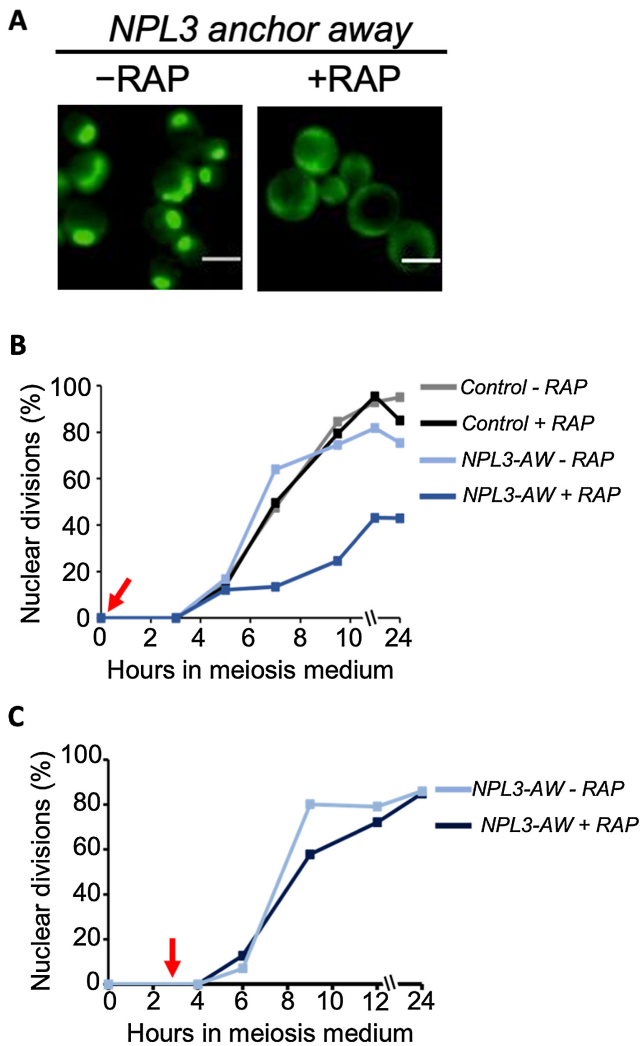 A
NPL3 anchor away
−RAP +RAP
B
Nuclear divisions (%)
100
80
60
40
20
0
0 2 4 6 8 10 24
Hours in meiosis medium
Control - RAP
Control + RAP
NPL3-AW - RAP
NPL3-AW + RAP
C
Nuclear divisions (%)
100
80
60
40
20
0
0 2 4 6 8 10 12 24
Hours in meiosis medium
NPL3-AW - RAP
NPL3-AW + RAP